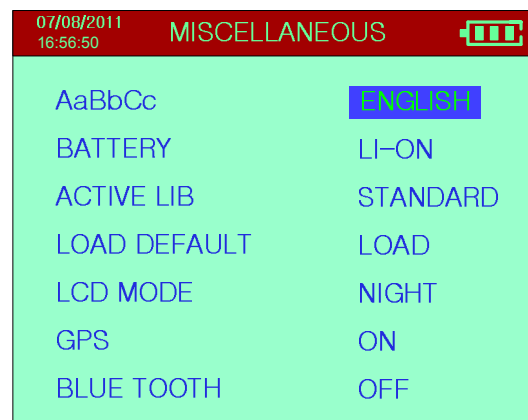 07/08/2011
16:56:50
MISCELLANEOUS
AaBbCc ENGLISH
BATTERY LI-ON
ACTIVE LIB STANDARD
LOAD DEFAULT LOAD
LCD MODE NIGHT
GPS ON
BLUE TOOTH OFF